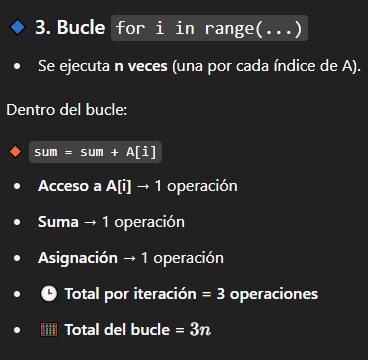 3. Bucle for i in range(...)
• Se ejecuta n veces (una por cada índice de A).
Dentro del bucle:
sum = sum + A[i]
• Acceso a A[i] → 1 operación
• Suma → 1 operación
• Asignación → 1 operación
• 🕒 Total por iteración = 3 operaciones
• 🧮 Total del bucle = 3n